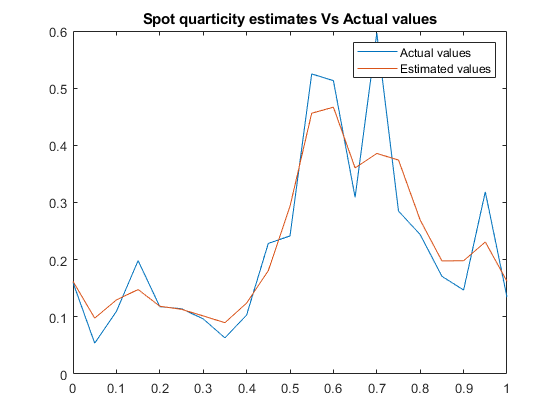 Spot quarticity estimates Vs Actual values
Actual values
Estimated values
0.6
0.5
0.4
0.3
0.2
0.1
0
0 0.1 0.2 0.3 0.4 0.5 0.6 0.7 0.8 0.9 1